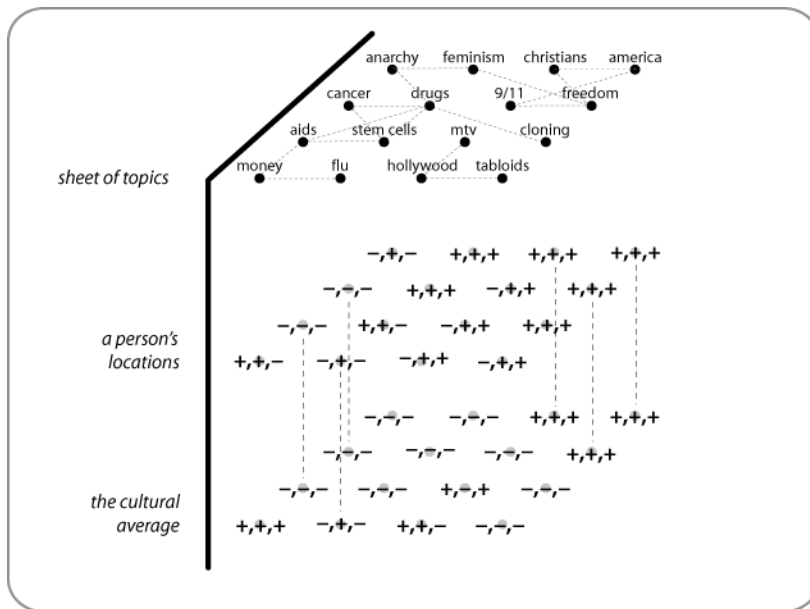 anarchy feminism christians america
cancer drugs 9/11 freedom
aids stem cells mtv cloning
money flu hollywood tabloids
sheet of topics
–,+,– +,+,+ +,+,+ +,+,+
–,–,– +,+,+ –,+,+ +,+,+
–,–,– +,+,– –,+,+ +,+,+
a person's
locations
+,+,– –,+,– –,+,+ –,+,+
–,–,– –,–,– +,+,+ +,+,+
–,–,– –,–,– –,–,– +,+,+
–,–,– –,–,– +,–,+ –,–,–
the cultural
average
+,+,+ –,+,– +,+,– –,–,–